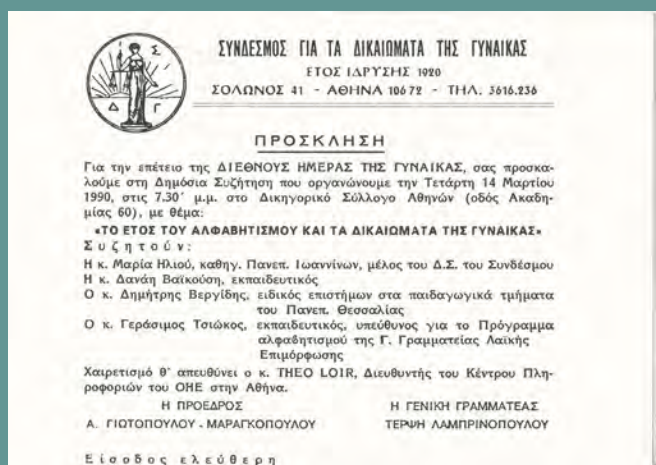 Σ
Δ Γ
ΣΥΝΔΕΣΜΟΣ ΓΙΑ ΤΑ ΔΙΚΑΙΩΜΑΤΑ ΤΗΣ ΓΥΝΑΙΚΑΣ
ΕΤΟΣ ΙΔΡΥΣΗΣ 1920
ΣΟΛΩΝΟΣ 41 - ΑΘΗΝΑ 106 72 - ΤΗΛ. 3616.236
ΠΡΟΣΚΛΗΣΗ
Για την επέτειο της ΔΙΕΘΝΟΥΣ ΗΜΕΡΑΣ ΤΗΣ ΓΥΝΑΙΚΑΣ, σας προσκα-
λούμε στη Δημόσια Συζήτηση που οργανώνουμε την Τετάρτη 14 Μαρτίου
1990, στις 7.30΄ μ.μ. στο Δικηγορικό Σύλλογο Αθηνών (οδός Ακαδη-
μίας 60), με θέμα:
«ΤΟ ΕΤΟΣ ΤΟΥ ΑΛΦΑΒΗΤΙΣΜΟΥ ΚΑΙ ΤΑ ΔΙΚΑΙΩΜΑΤΑ ΤΗΣ ΓΥΝΑΙΚΑΣ»
Συζητούν:
Η κ. Μαρία Ηλιού, καθηγ. Πανεπ. Ιωαννίνων, μέλος του Δ.Σ. του Συνδέσμου
Η κ. Δανάη Βαϊκούση, εκπαιδευτικός
Ο κ. Δημήτρης Βεργίδης, ειδικός επιστήμων στα παιδαγωγικά τμήματα
του Πανεπ. Θεσσαλίας
Ο κ. Γεράσιμος Τσιώκος, εκπαιδευτικός, υπεύθυνος για το Πρόγραμμα
αλφαβητισμού της Γ. Γραμματείας Λαϊκής
Επιμόρφωσης
Χαιρετισμό θ' απευθύνει ο κ. THEO LOIR, Διευθυντής του Κέντρου Πλη-
ροφοριών του ΟΗΕ στην Αθήνα.
Η ΠΡΟΕΔΡΟΣ Η ΓΕΝΙΚΗ ΓΡΑΜΜΑΤΕΑΣ
Α. ΓΙΩΤΟΠΟΥΛΟΥ - ΜΑΡΑΓΚΟΠΟΥΛΟΥ ΤΕΡΨΗ ΛΑΜΠΡΙΝΟΠΟΥΛΟΥ
Είσοδος ελεύθερη